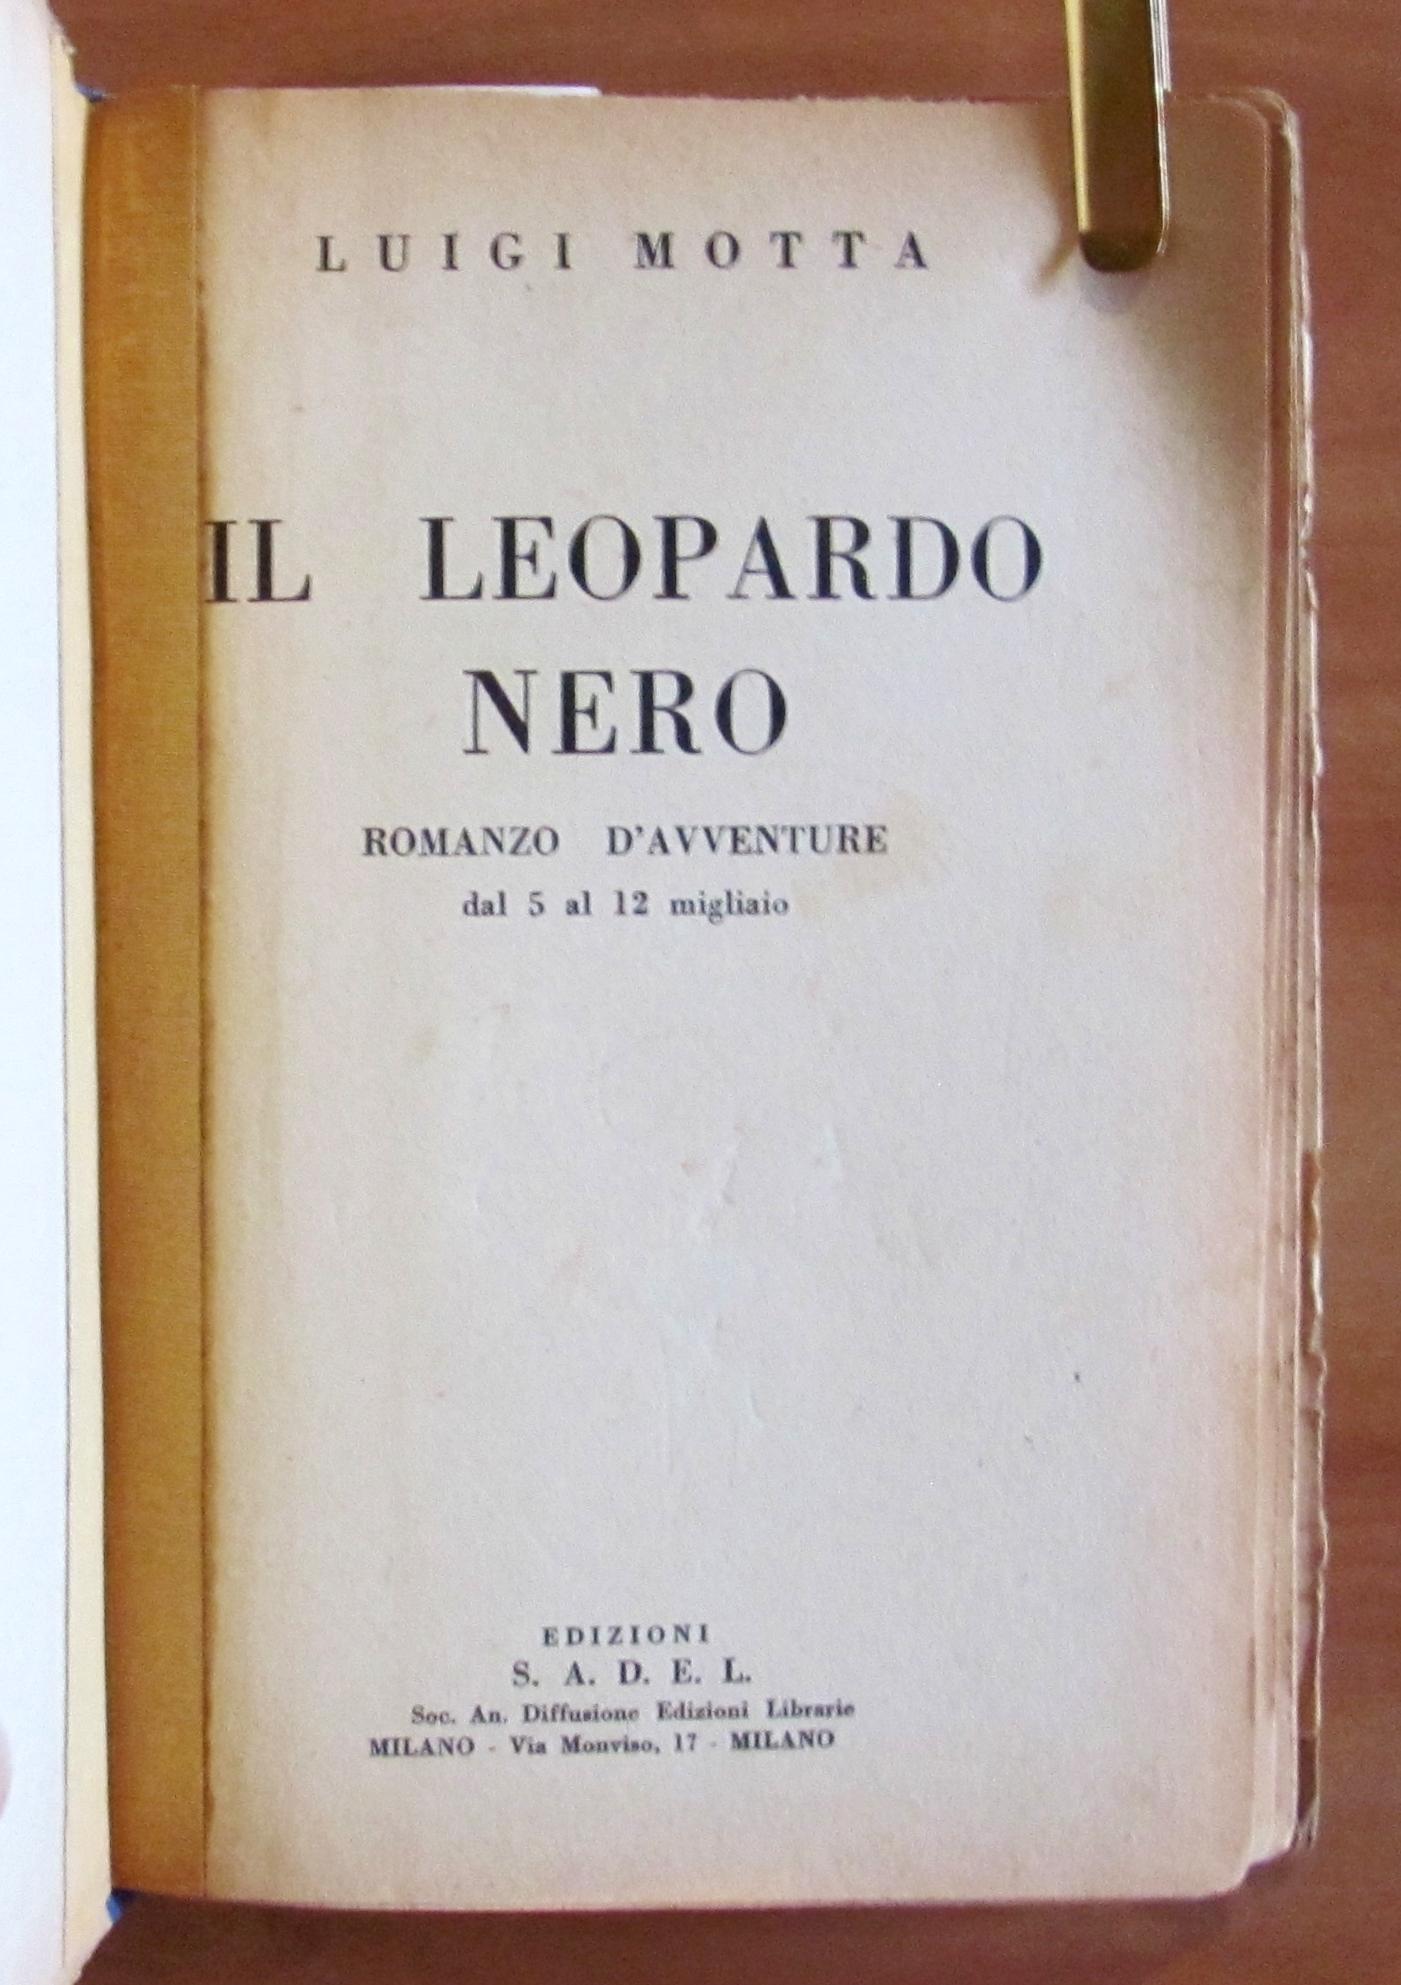 LUIGI MOTTA
IL LEOPARDO
NERO
ROMANZO D'AVVENTURE
dal 5 al 12 migliaio
EDIZIONI
S. A. D. E. L.
Soc. An. Diffusione Edizioni Librarie
MILANO - Via Monviso, 17 - MILANO